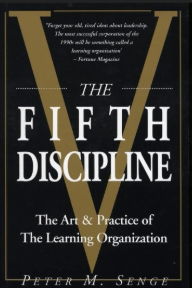 "Forget your old, tired ideas about leadership.
The most successful corporation of the
1990s will be something called a
learning organization"
– Fortune Magazine
V
THE
FIFTH
DISCIPLINE
The Art & Practice of
The Learning Organization
PETER M. SENGE